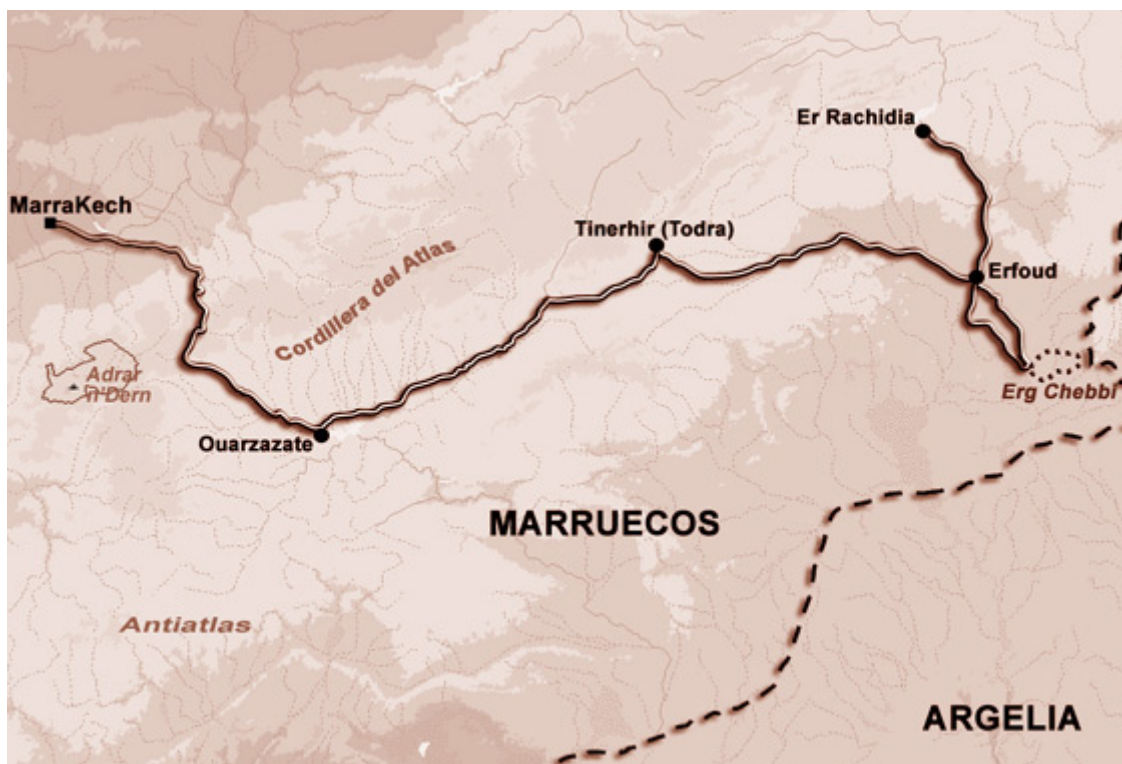 Er Rachidia
MarraKech
Tinerhir (Todra)
Cordillera del Atlas
Erfoud
Adrar
n'Dern
Erg Chebbi
Ouarzazate
MARRUECOS
Antiatlas
ARGELIA